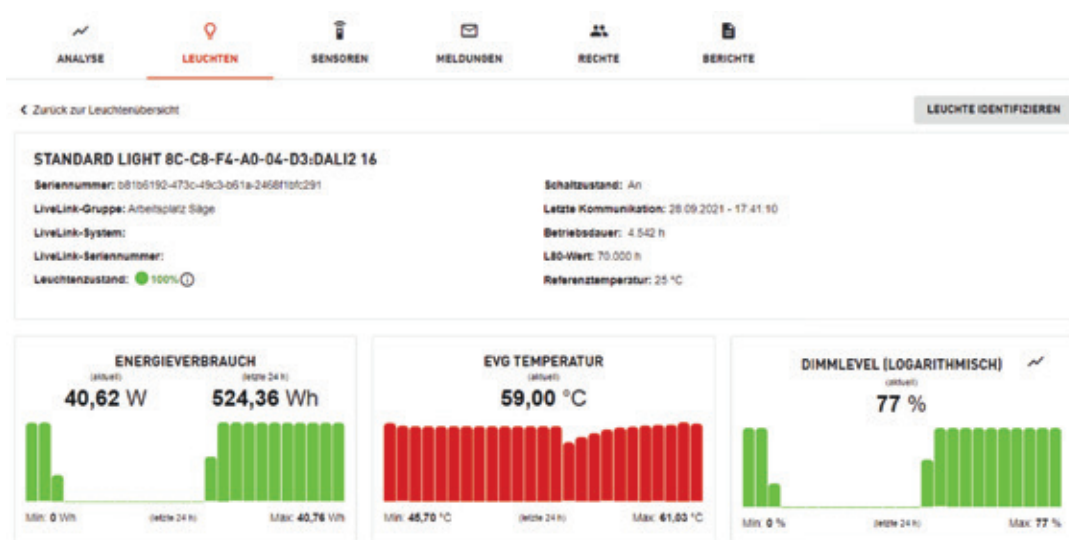 ANALYSE LEUCHTEN SENSOREN MELDUNGEN RECHTE BERICHTE
Zurück zur Leuchtenübersicht LEUCHTE IDENTIFIZIEREN
STANDARD LIGHT 8C-C8-F4-A0-04-D3:DALI2 16
Seriennummer: b81b6192-473c-49c3-b61a-2468f1bfc291 Schaltzustand: An
LiveLink-Gruppe: Arbeitsplatz Säge Letzte Kommunikation: 28.09.2021 - 17:41:10
LiveLink-System: Betriebsdauer: 4.542 h
LiveLink-Seriennummer: L80-Wert: 70.000 h
Leuchtenzustand: 100% Referenztemperatur: 25 °C
ENERGIEVERBRAUCH
(aktuell) (letzte 24 h)
40,62 W 524,36 Wh
Min: 0 Wh (letzte 24 h) Max: 40,76 Wh
EVG TEMPERATUR
(aktuell)
59,00 °C
Min: 45,70 °C (letzte 24 h) Max: 61,03 °C
DIMMLEVEL (LOGARITHMISCH)
(aktuell)
77 %
Min: 0 % (letzte 24 h) Max: 77 %